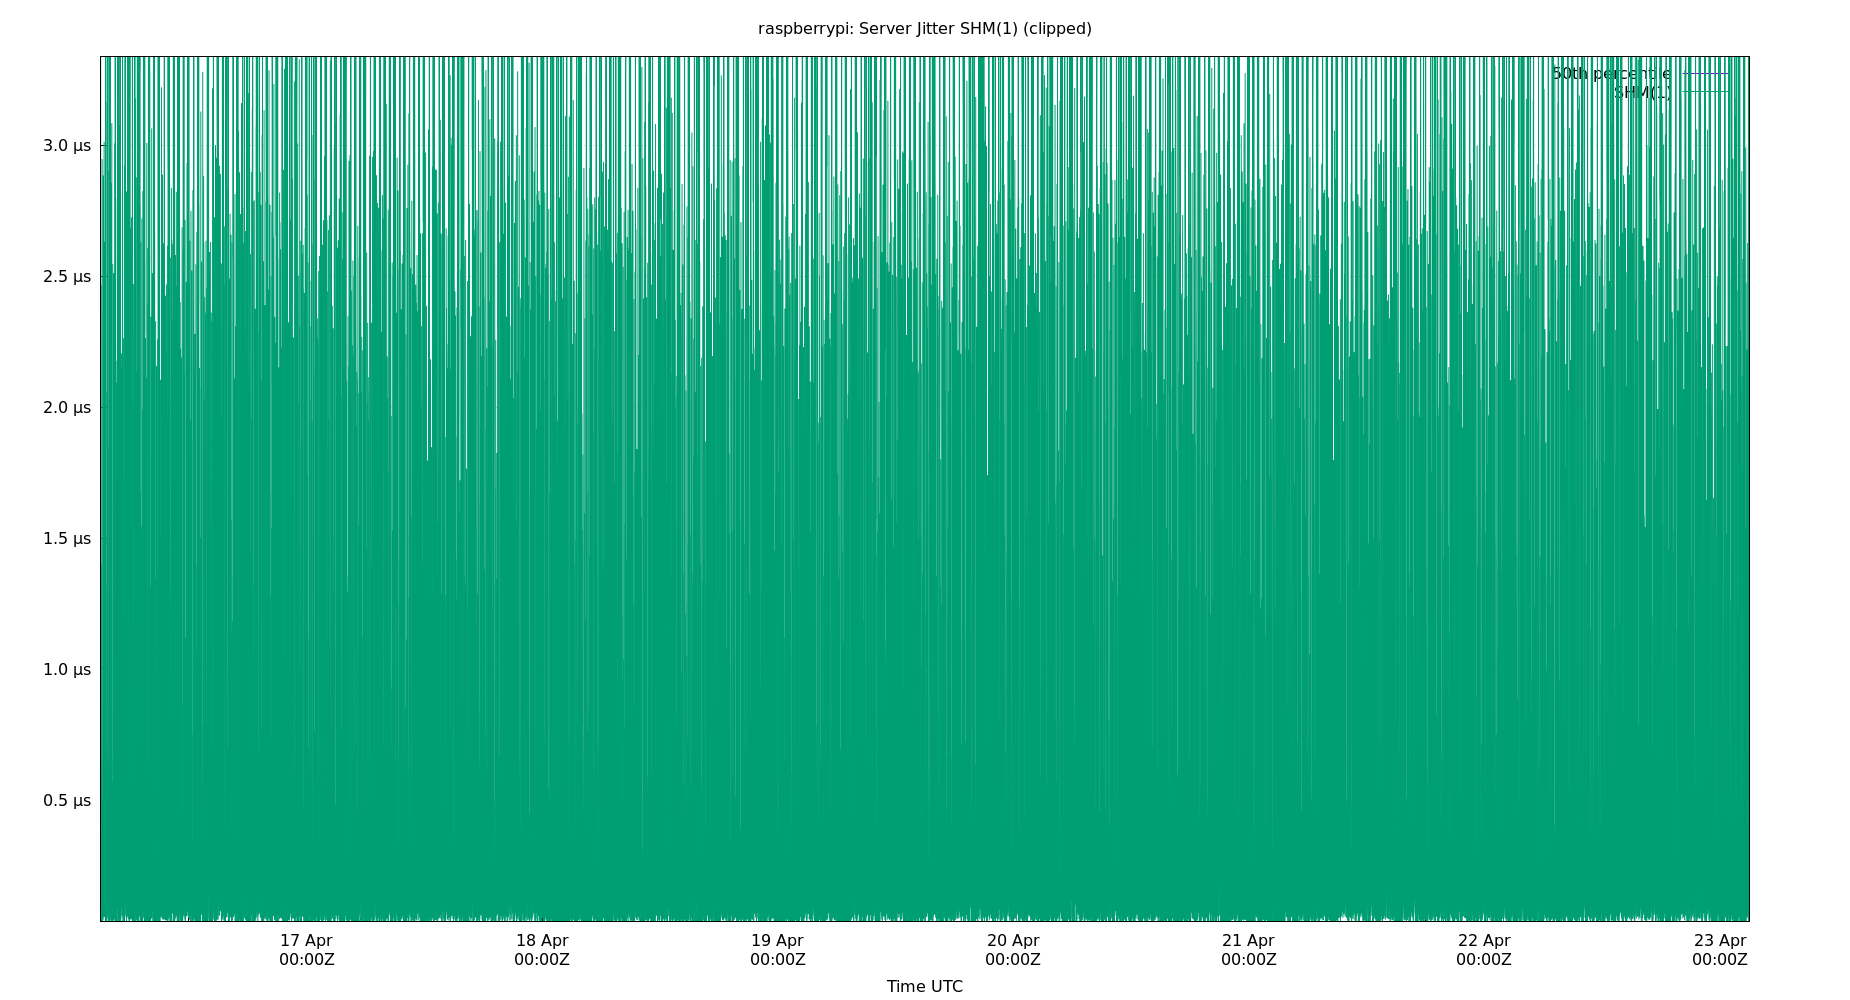 raspberrypi: Server Jitter SHM(1) (clipped)
50th percentile
SHM(1)
3.0 µs
2.5 µs
2.0 µs
1.5 µs
1.0 µs
0.5 µs
17 Apr 18 Apr 19 Apr 20 Apr 21 Apr 22 Apr 23 Apr
00:00Z 00:00Z 00:00Z 00:00Z 00:00Z 00:00Z 00:00Z
Time UTC